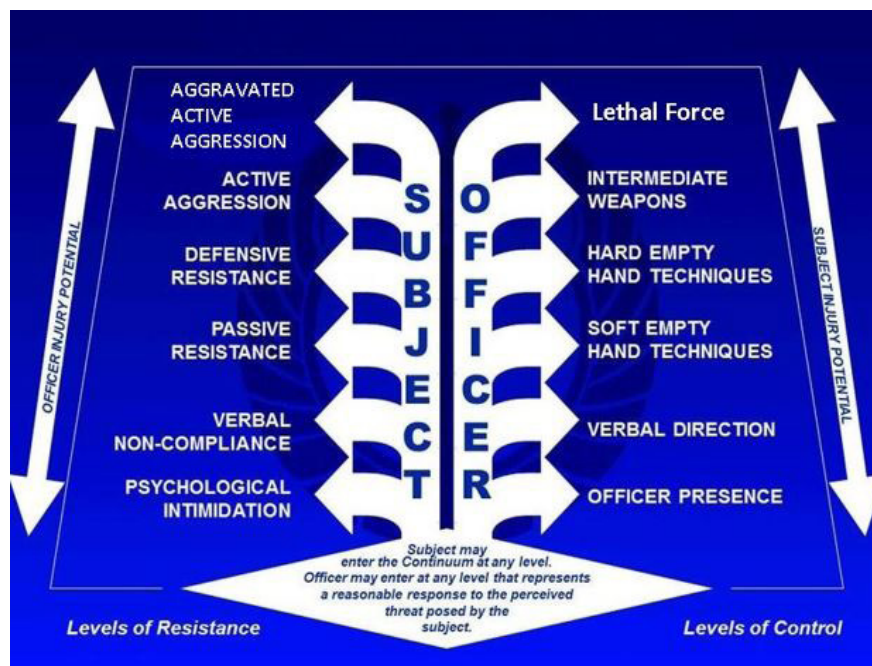 AGGRAVATED
ACTIVE
AGGRESSION
ACTIVE
AGGRESSION
DEFENSIVE
RESISTANCE
PASSIVE
RESISTANCE
VERBAL
NON-COMPLIANCE
PSYCHOLOGICAL
INTIMIDATION
OFFICER INJURY POTENTIAL
SUBJECT
OFFICER
Lethal Force
INTERMEDIATE
WEAPONS
HARD EMPTY
HAND TECHNIQUES
SOFT EMPTY
HAND TECHNIQUES
VERBAL DIRECTION
OFFICER PRESENCE
SUBJECT INJURY POTENTIAL
Subject may
enter the Continuum at any level.
Officer may enter at any level that represents
a reasonable response to the perceived
threat posed by the
subject.
Levels of Resistance
Levels of Control